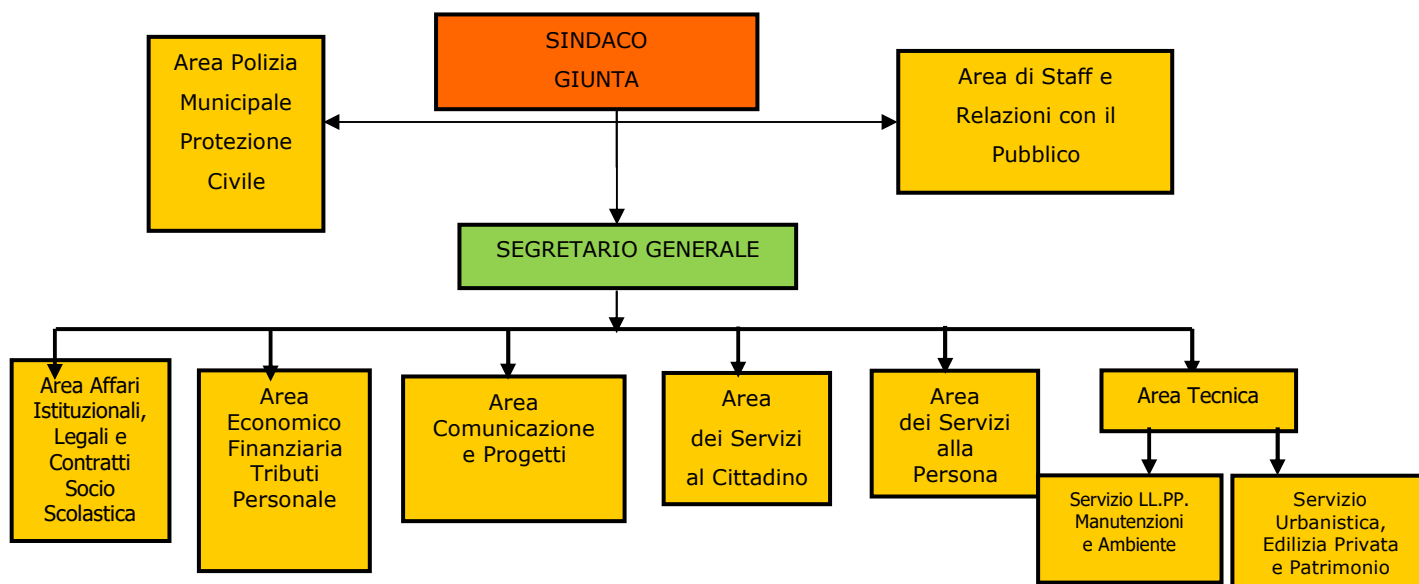 SINDACO
GIUNTA
Area Polizia
Municipale
Protezione
Civile
Area di Staff e
Relazioni con il
Pubblico
SEGRETARIO GENERALE
Area Affari
Istituzionali,
Legali e
Contratti
Socio
Scolastica
Area
Economico
Finanziaria
Tributi
Personale
Area
Comunicazione
e Progetti
Area
dei Servizi
al Cittadino
Area
dei Servizi
alla
Persona
Area Tecnica
Servizio LL.PP.
Manutenzioni
e Ambiente
Servizio
Urbanistica,
Edilizia Privata
e Patrimonio